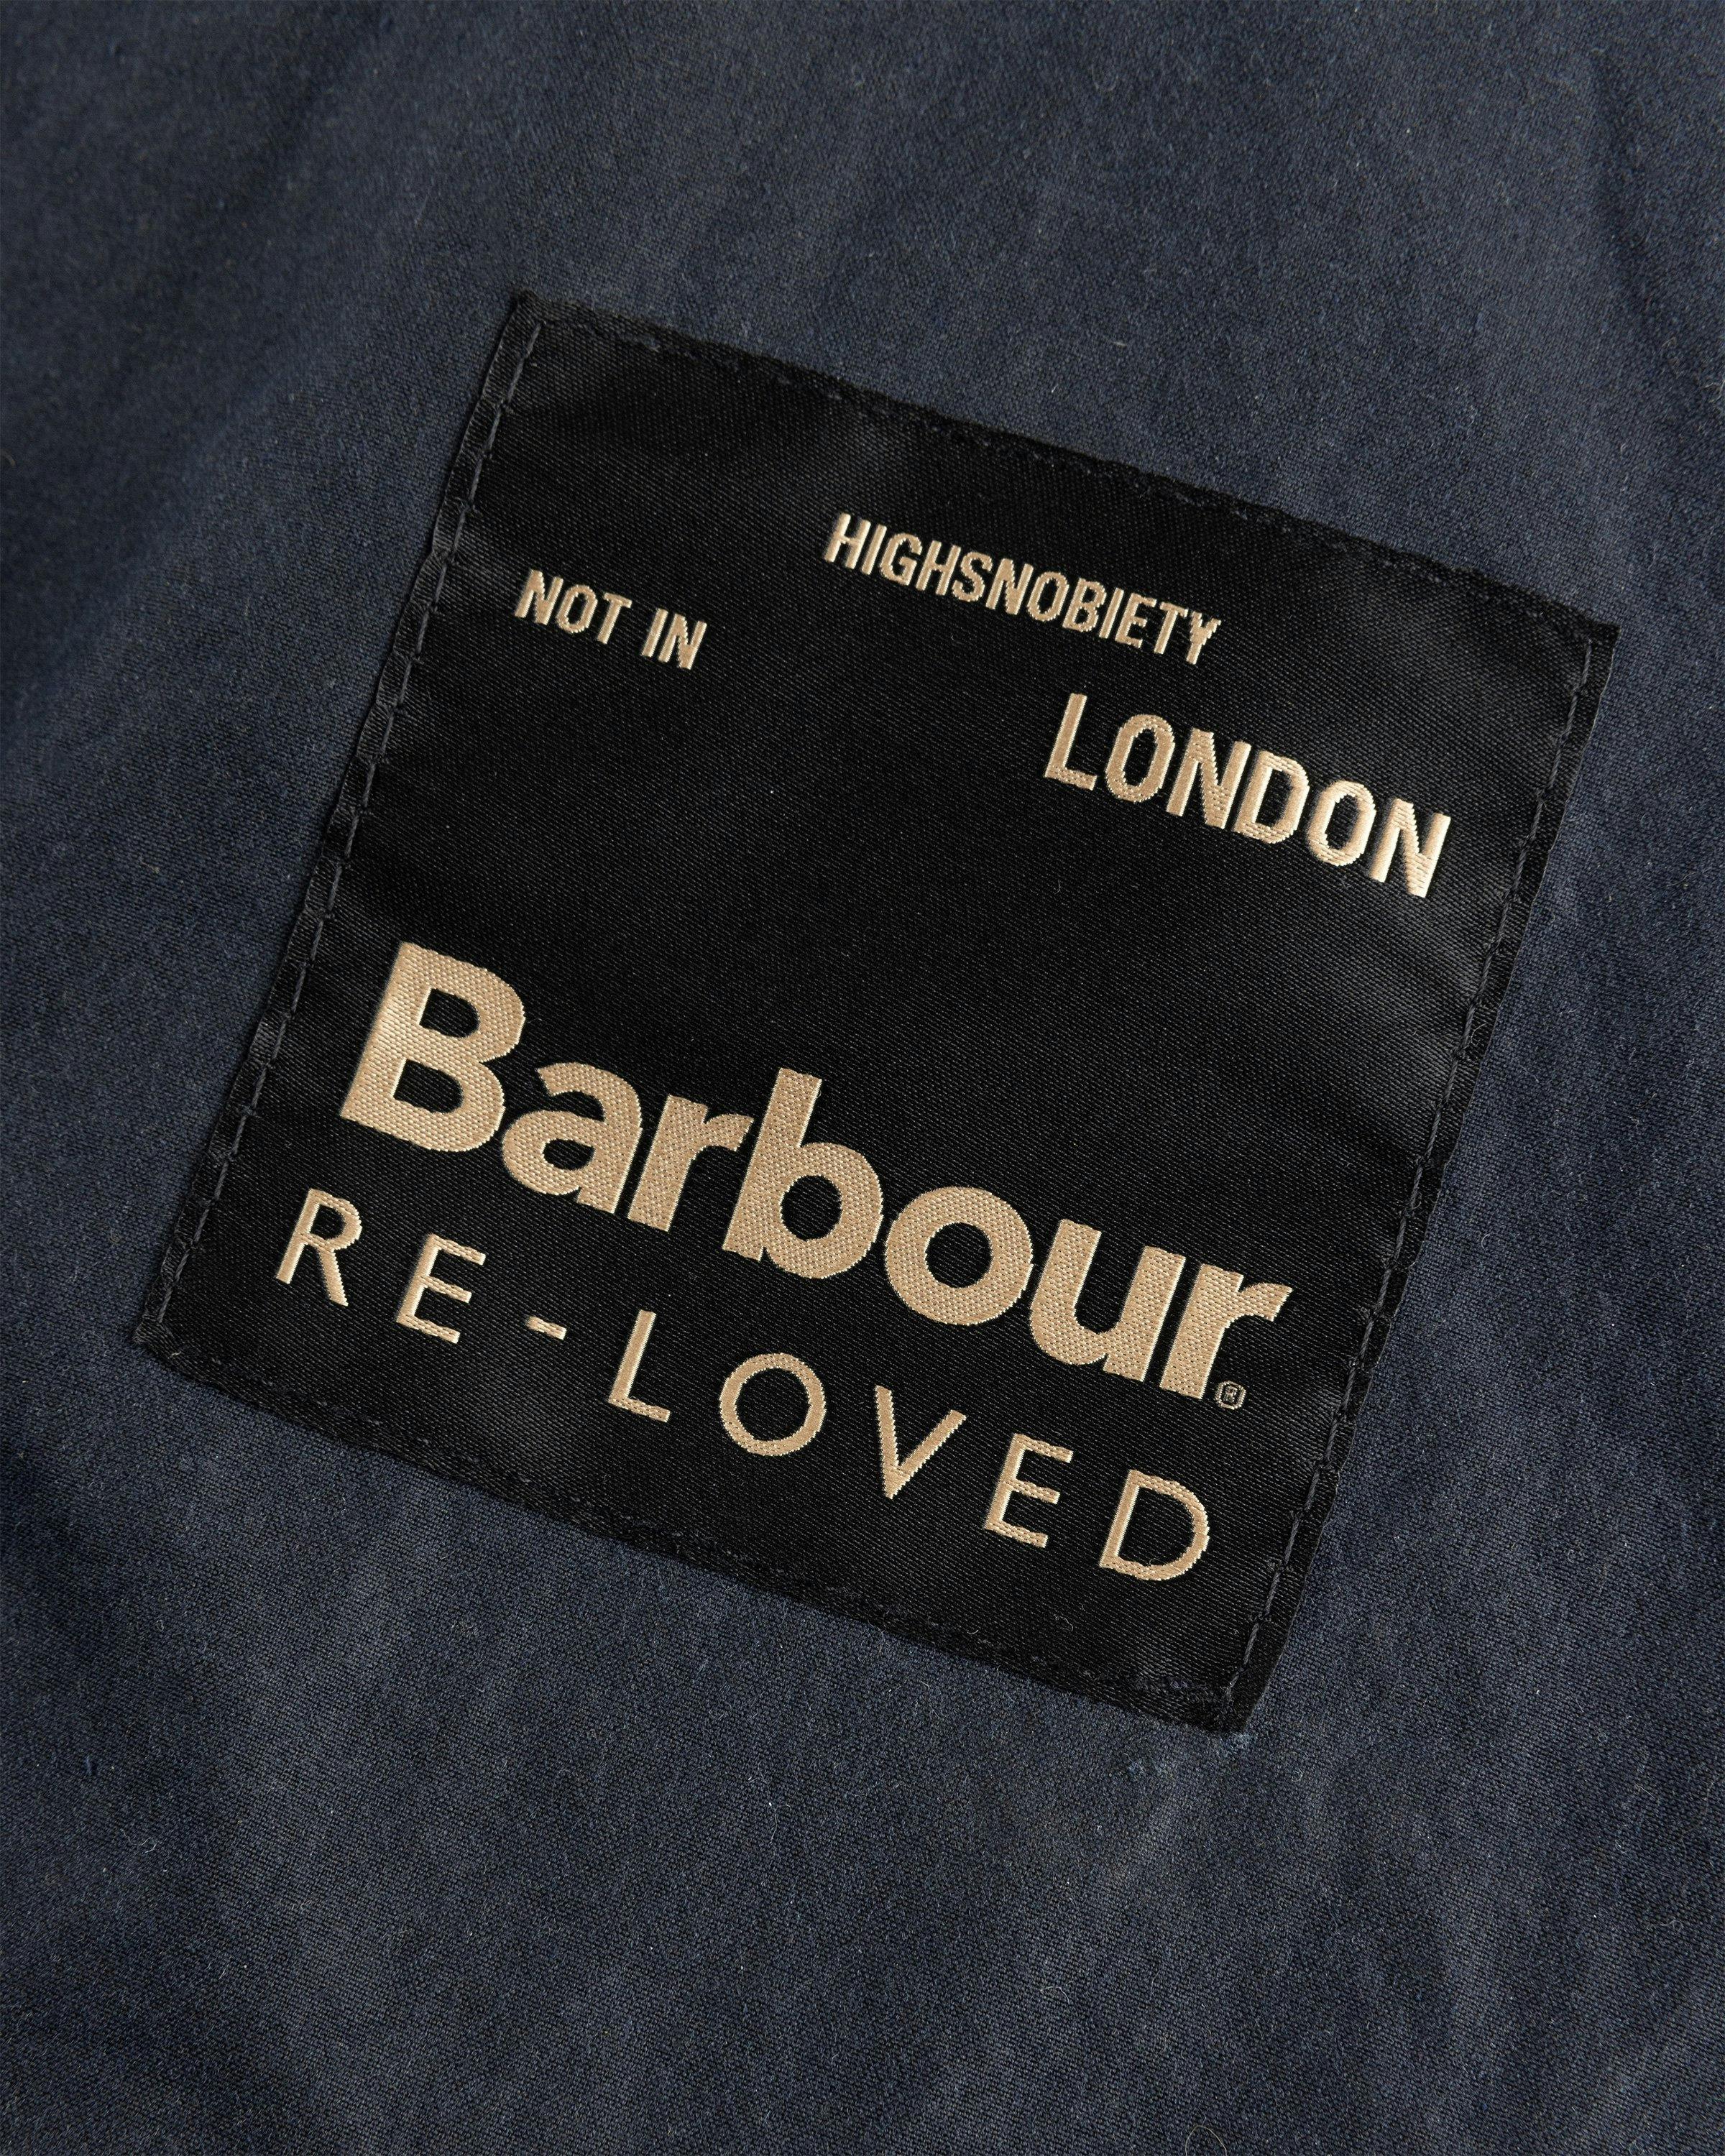 HIGHSNOBIETY
NOT IN
LONDON
Barbour®
RE-LOVED